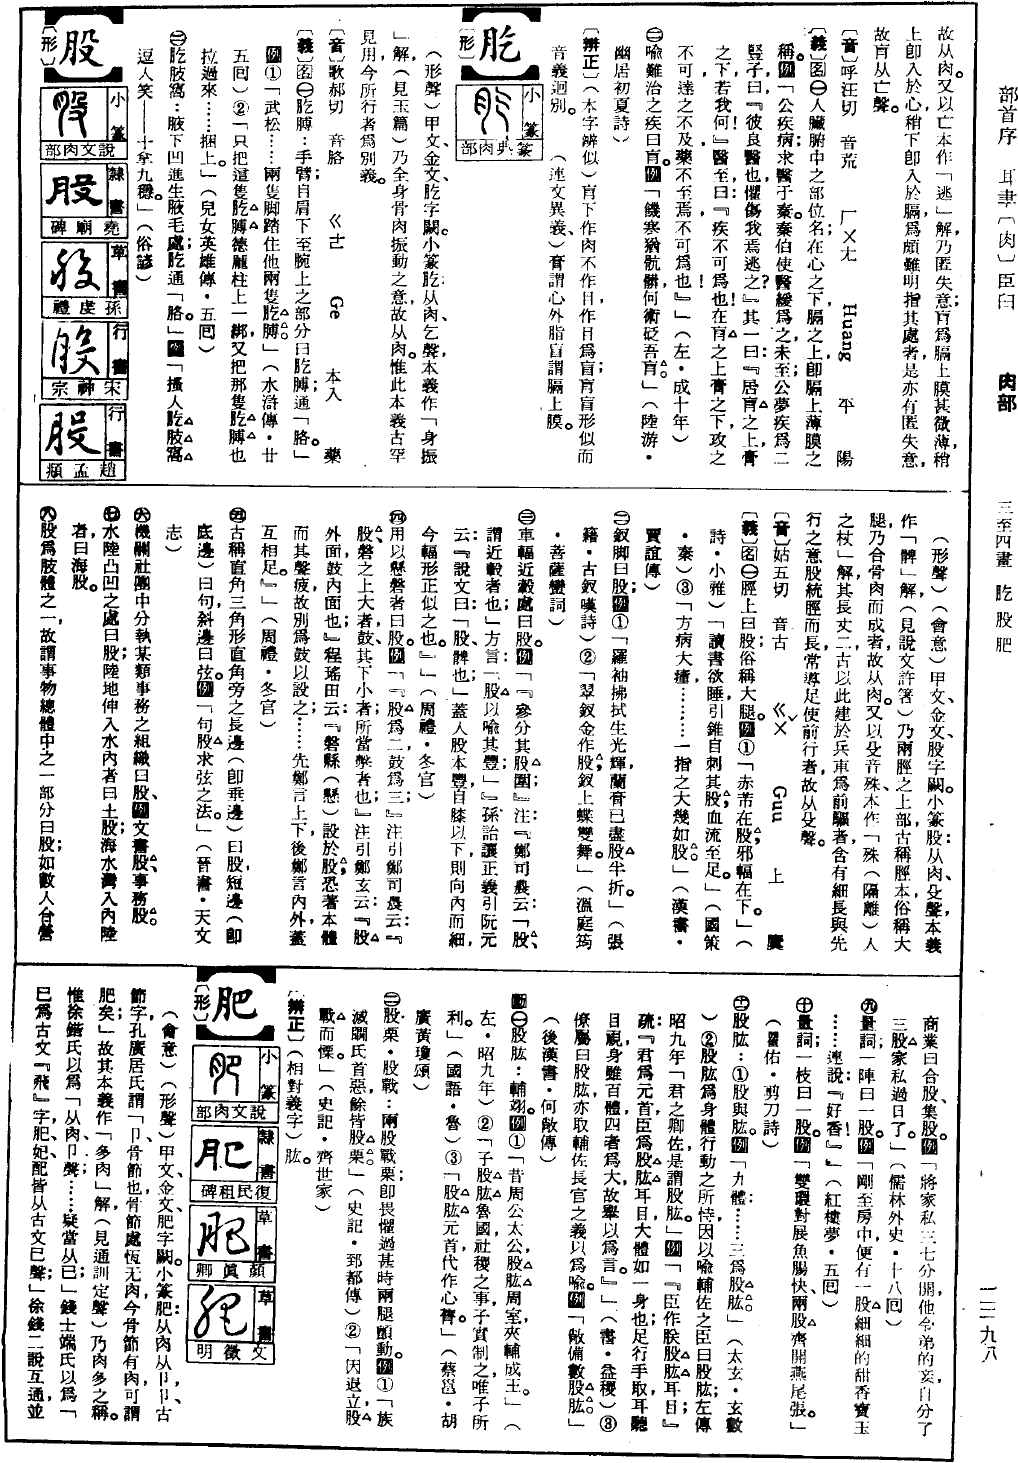 部首序　耳聿〔肉〕臣臼　肉部　三至四畫　肐股肥　一一三九八
故从肉又以亡本作「逃」解乃匿失意；肓爲膈上膜甚微薄，稍
上卽入於心，稍下卽入於膈，爲頗難明指其處者，是亦有匿失意，
故肓从亡聲。
〔音〕呼汪切　音荒　ㄏㄨㄤ　Huang　平　陽
〔義〕图㊀人臟腑中之部位名，在心之下膈之上，卽膈上薄膜之
稱。例「公疾病，求醫于秦，秦伯使醫緩爲之。未至，公夢疾爲二
豎子曰『彼良醫也，懼傷我，焉逃之？』其一曰：『居肓之上，膏
之下，若我何！』醫至曰：『疾不可爲也！在肓之上，膏之下，攻之
不可，達之不及，藥不至焉，不可爲也！』」（左・成十年）
㊁喻難治之疾曰肓。例「饑寒猶骯髒，何術砭吾肓。」（陸游・
幽居初夏詩）
〔辨正〕（本字辨似）肓下作肉不作目，作目爲盲，肓盲形似而
音義迥別。　（連文異義）膏謂心外脂，肓謂膈上膜。
肐
〔形〕
小篆
篆典肉部
（形聲）甲文、金文肐字闕。小篆肐：从肉、乞聲，本義作「身振
」解（見玉篇），乃全身骨肉振動之意，故从肉。惟此本義古罕
見用，今所行者爲別義。
〔音〕歌赫切　音胳　ㄍㄜ　Ge　本入　藥
〔義〕图㊀肐膊：手臂自肩下至腕上之部分曰肐膊；通「胳」。
例①「武松……兩隻脚踏住他兩隻肐膊」（水滸傳・廿
五囘）②「只把這隻肐膊德龐柱上一綁，又把那隻肐膊也
拉過來……捆上。」（兒女英雄傳・五囘）
㊁肐肢窩：腋下凹進生腋毛處；肐通「胳」。例「搔人肐肢窩，
逗人笑——十拿九穩」（俗諺）
股
〔形〕
小篆
說文肉部
隸書
堯廟碑
草書
孫虔禮
行書
宋神宗
行書
趙孟頫
（形聲）（會意）甲文、金文股字闕。小篆股：从肉、殳聲，本義
作「髀」解（見說文許箸），乃兩脛之上部，古稱脛本，俗稱大
腿，乃合骨肉而成者，故从肉。又以殳音殊，本作「殊（隔離）人
之杖」解，其長丈二，古以此建於兵車爲前驅者，含有細長與先
行之意；股統脛而長，常導足使前行者，故从殳聲。
〔音〕姑五切　音古　ㄍㄨˇ　Guu　上　麌
〔義〕图㊀脛上曰股，俗稱大腿。例①「赤芾在股，邪幅在下」（
詩・小雅）「讀書欲睡，引錐自刺其股，血流至足。」（國策
・秦）③「方病大瘇………一指之大幾如股。」（漢書・
賈誼傳）
㊁釵脚曰股。例①「羅袖拂拭生光輝，蘭膏已盡股半折。」（張
籍・古釵嘆詩）②「翠釵金作股，釵上蝶雙舞。」（溫庭筠
・菩薩蠻詞）
㊂車輻近轂處曰股。例「『參分其股圍』注：『鄭司農云：「股，
謂近轂者也」方言股以喻其豐』孫詒讓正義引阮元
云：『說文曰：「股，髀也」蓋人股本豐，自膝以下則向內而細，
今輻形正似之也。』」（周禮・冬官）
㊃用以懸磬者曰股。例「『股爲二，鼓爲三』注引鄭司農云：『
股，磬之上大者；鼓，其下小者，所當擊者也』注引鄭玄云：『股
外面，鼓內面也』程瑤田云：『磬縣（懸）設於股，恐著本體
而其聲疲，故別爲鼓以設之……先鄭言上下，後鄭言內外，蓋
互相足。』」（周禮・冬官）
㊄古稱直角三角形直角旁之長邊（卽垂邊）曰股，短邊（卽
底邊）曰句，斜邊曰弦。例「句股求弦之法。」（晉書・天文
志）
㊅機關社團中分執某類事務之組織曰股。例文書股、事務股。
㊆水陸凸凹之處曰股：陸地伸入水內者曰土股；海水灣入內陸
者，曰海股。
㊇股爲肢體之一，故謂事物總體中之一部分曰股；如數人合營
商業曰合股、集股。例「將家私三七分開，他令弟的妾自分了
三股家私過日子。」（儒林外史・十八囘）
㊈量詞：一陣曰一股。例「剛至房中，便有一股細細的甜香，寶玉
……連說『好香！』」（紅樓夢・五囘）
㊉量詞：一枝曰一股。例「雙環對展魚腸快，兩股齊開燕尾張。」
（瞿佑・剪刀詩）
股肱：①股與肱。例「九體……三爲股肱」（太玄・玄數
）②股肱爲身體行動之所恃，因以喻輔佐之臣曰股肱；左傳
昭九年「君之卿佐，是謂股肱。」例「『臣作朕股肱耳目』
疏：『君爲元首，臣爲股肱耳目，大體如一身也；足行手取，耳聽
目視，身雖百體，四者爲大，故舉以爲言。』」（書・益稷）③
僚屬曰股肱；亦取輔佐長官之義以爲喻。例「敞備數股肱」
（後漢書・何敞傳）
動㊀股肱：輔翊。例①「昔周公、太公股肱周室，夾輔成王。」（
左・昭九年）②「子股肱魯國，社稷之事，子實制之，唯子所
利。」（國語・魯）③「股肱元首，代作心膂。」（蔡邕・胡
廣黃瓊頌）
㊁股栗・股戰：兩股戰栗；卽畏懼過甚時兩腿顫動。例①「族
滅瞷氏首惡，餘皆股栗」（史記・郅都傳）②「因退立，股
戰而慄。」（史記・齊世家）
〔辨正〕（相對義字）肱。
肥
〔形〕
小篆
說文肉部
隸書
復民租碑
草書
顏眞卿
草書
文徵明
（會意）（形聲）甲文、金文肥字闕。小篆肥：从肉从卪，卪，古
節字，孔廣居氏謂「卪，骨節也，骨節處恆无肉，今骨節有肉，可謂
肥矣」，故其本義作「多肉」解（見通訓定聲），乃肉多之稱。
惟徐鍇氏以爲「从肉、卪聲……疑當从巳」，錢士端氏以爲「
已爲古文『飛』字，肥、妃、配皆从古文巳聲」；徐錢二說互通，並